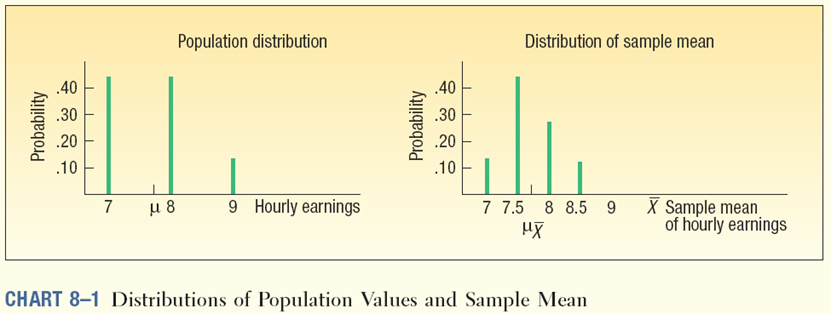 Population distribution
Probability
.40
.30
.20
.10
7 μ 8 9 Hourly earnings
Distribution of sample mean
Probability
.40
.30
.20
.10
7 7.5 8 8.5 9 X̅ Sample mean
of hourly earnings
μX̅
CHART 8–1 Distributions of Population Values and Sample Mean